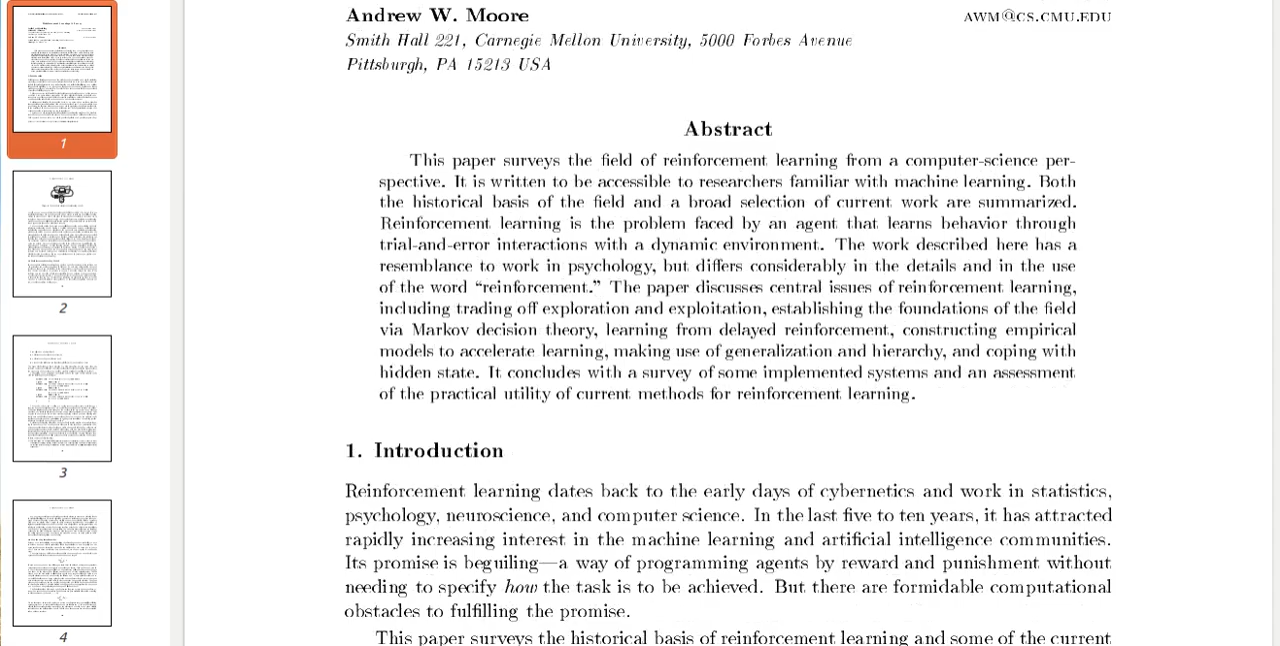 Andrew W. Moore
AWM@CS.CMU.EDU
Smith Hall 221, Carnegie Mellon University, 5000 Forbes Avenue
Pittsburgh, PA 15213 USA
Abstract
This paper surveys the field of reinforcement learning from a computer-science per-
spective. It is written to be accessible to researchers familiar with machine learning. Both
the historical basis of the field and a broad selection of current work are summarized.
Reinforcement learning is the problem faced by an agent that learns behavior through
trial-and-error interactions with a dynamic environment. The work described here has a
resemblance to work in psychology, but differs considerably in the details and in the use
of the word “reinforcement.” The paper discusses central issues of reinforcement learning,
including trading off exploration and exploitation, establishing the foundations of the field
via Markov decision theory, learning from delayed reinforcement, constructing empirical
models to accelerate learning, making use of generalization and hierarchy, and coping with
hidden state. It concludes with a survey of some implemented systems and an assessment
of the practical utility of current methods for reinforcement learning.
1. Introduction
Reinforcement learning dates back to the early days of cybernetics and work in statistics,
psychology, neuroscience, and computer science. In the last five to ten years, it has attracted
rapidly increasing interest in the machine learning and artificial intelligence communities.
Its promise is beguiling—a way of programming agents by reward and punishment without
needing to specify how the task is to be achieved. But there are formidable computational
obstacles to fulfilling the promise.
This paper surveys the historical basis of reinforcement learning and some of the current
1
2
3
4